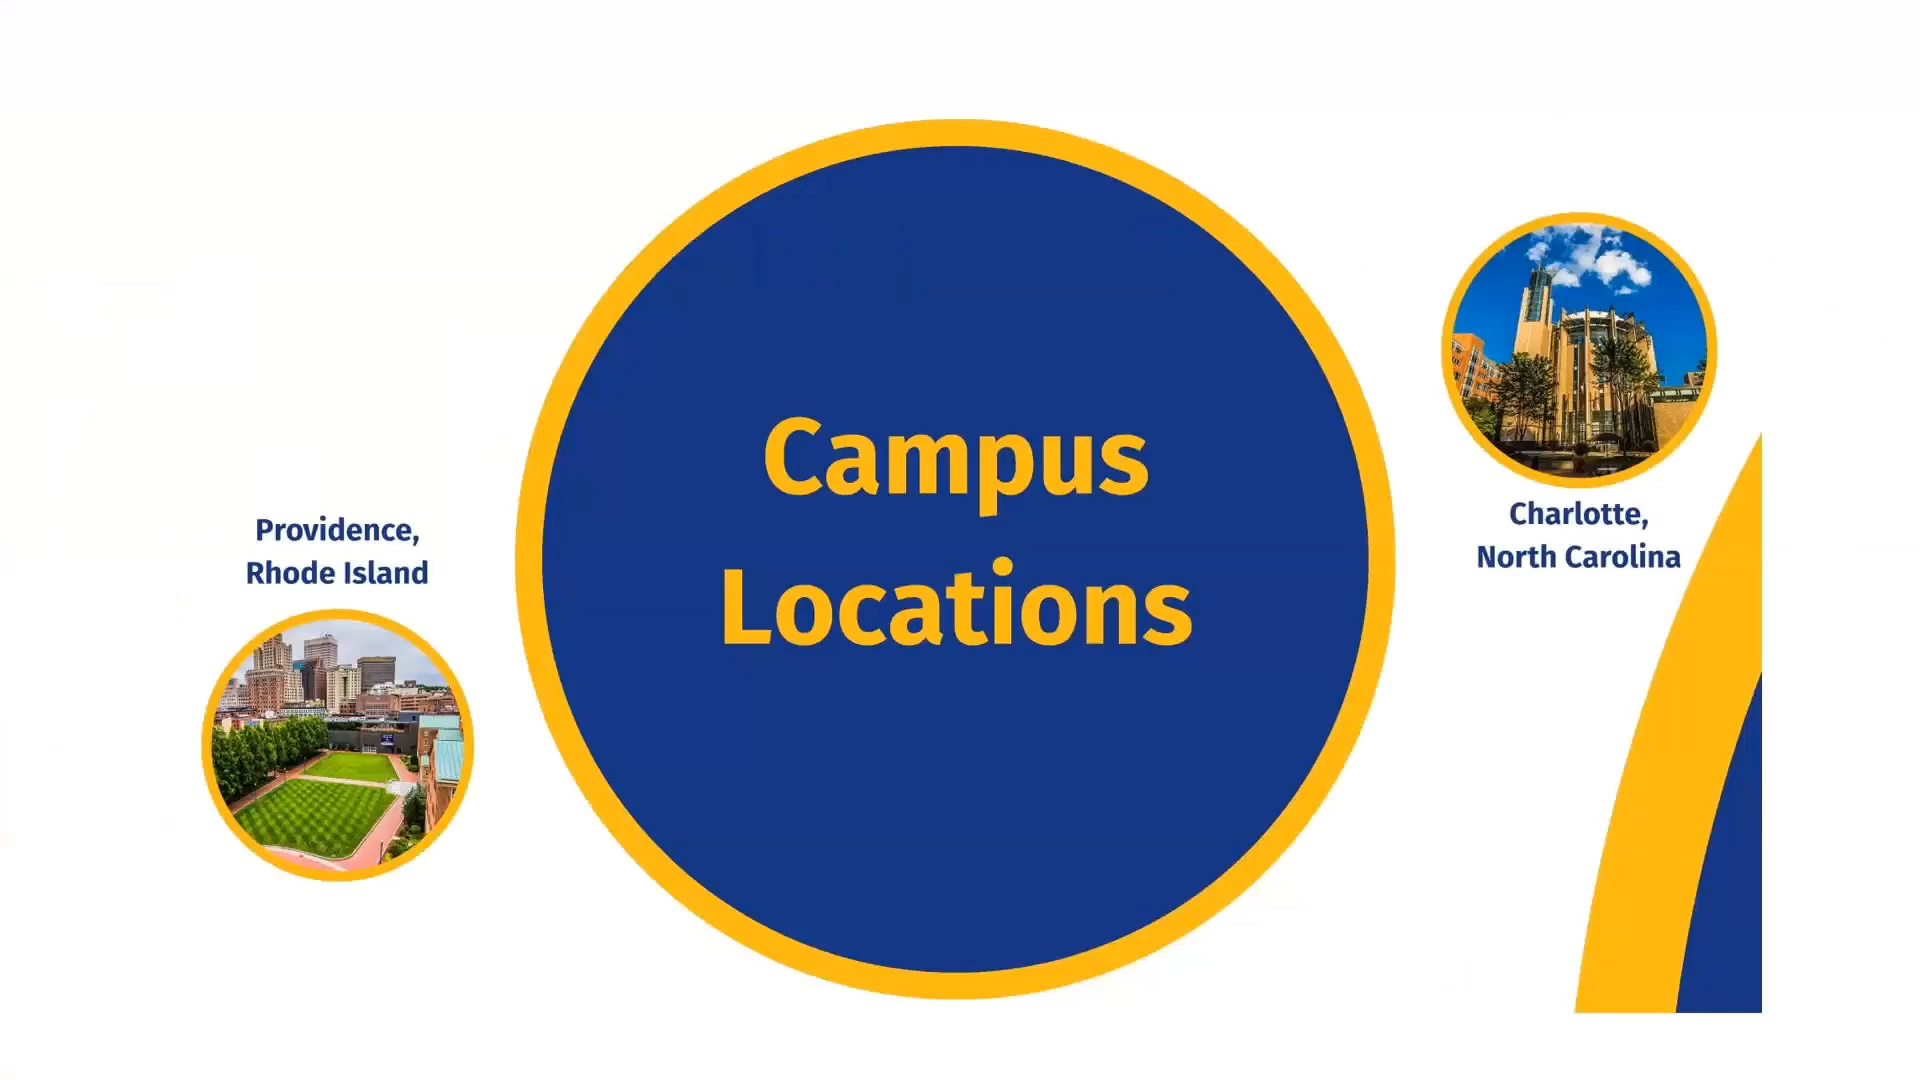 Campus
Locations
Providence,
Rhode Island
Charlotte,
North Carolina